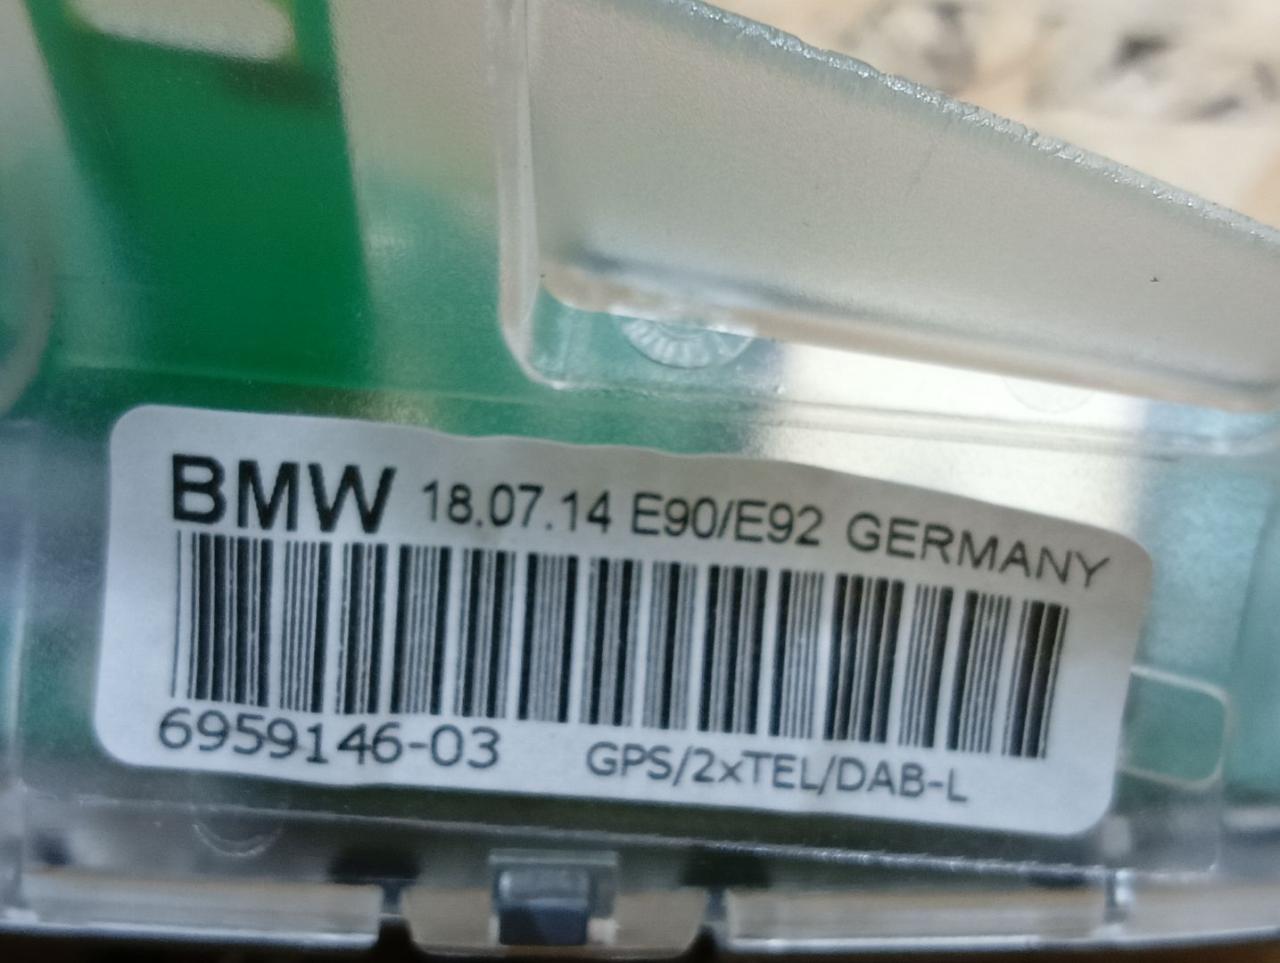 BMW 18.07.14 E90/E92 GERMANY
6959146-03 GPS/2xTEL/DAB-L